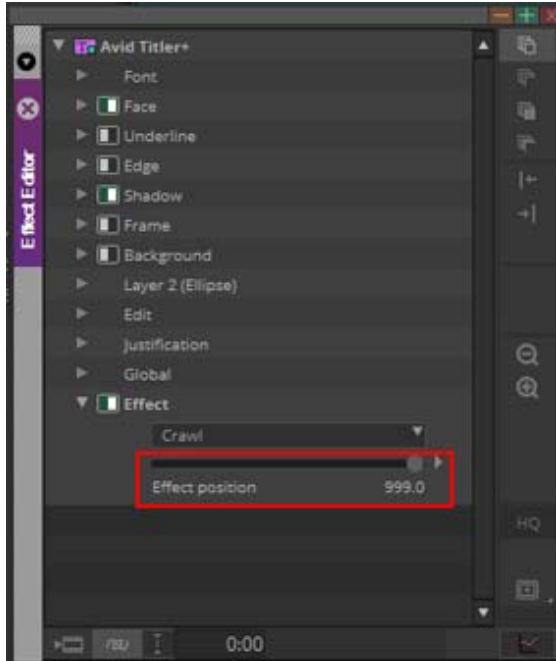 Avid Titler+
Font
Face
Underline
Edge
Shadow
Frame
Background
Layer 2 (Ellipse)
Edit
Justification
Global
Effect
Crawl
Effect position 999.0
Effect Editor
HQ
0:00